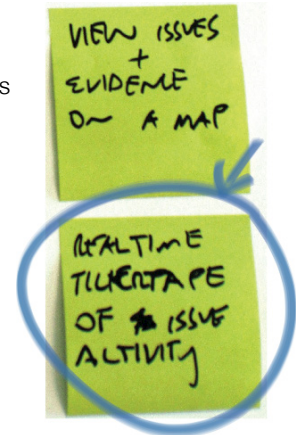 VIEW ISSUES
+
EVIDENCE
ON A MAP
S
REALTIME
TICKERTAPE
OF ISSUE
ACTIVITY